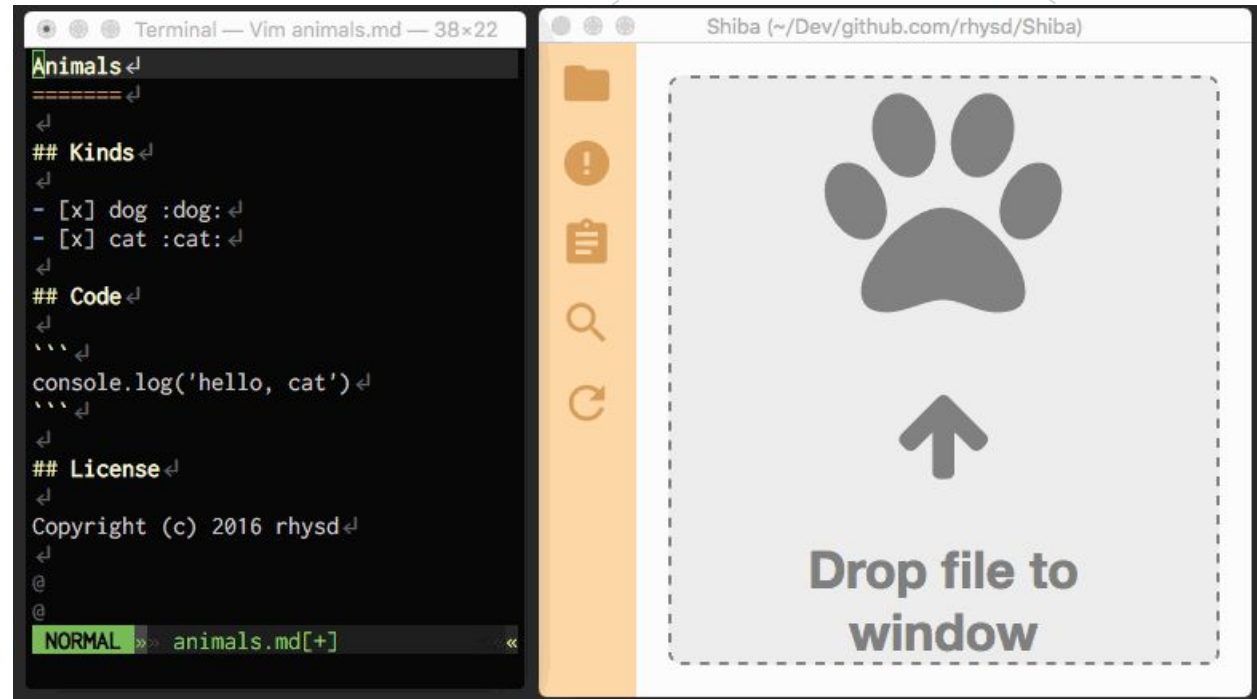 Terminal — Vim animals.md — 38×22
Animals↲
=======↲
↲
## Kinds↲
↲
- [x] dog :dog:↲
- [x] cat :cat:↲
↲
## Code↲
↲
```↲
console.log('hello, cat')↲
```↲
↲
## License↲
↲
Copyright (c) 2016 rhysd↲
↲
@
@
NORMAL »» animals.md[+] «
Shiba (~/Dev/github.com/rhysd/Shiba)
Drop file to
window